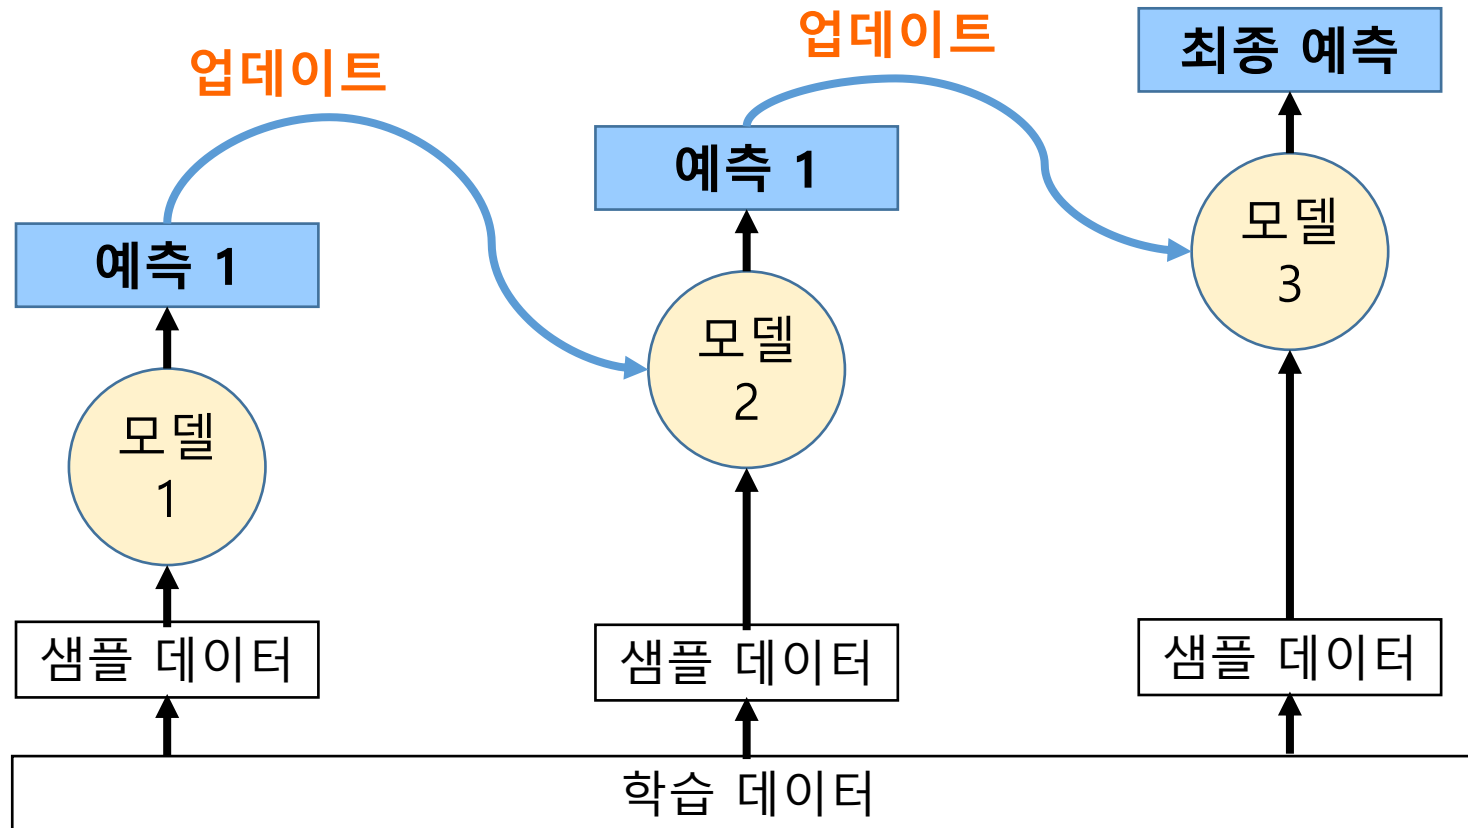 업데이트
업데이트
최종 예측
예측 1
예측 1
모델
3
모델
2
모델
1
샘플 데이터
샘플 데이터
샘플 데이터
학습 데이터